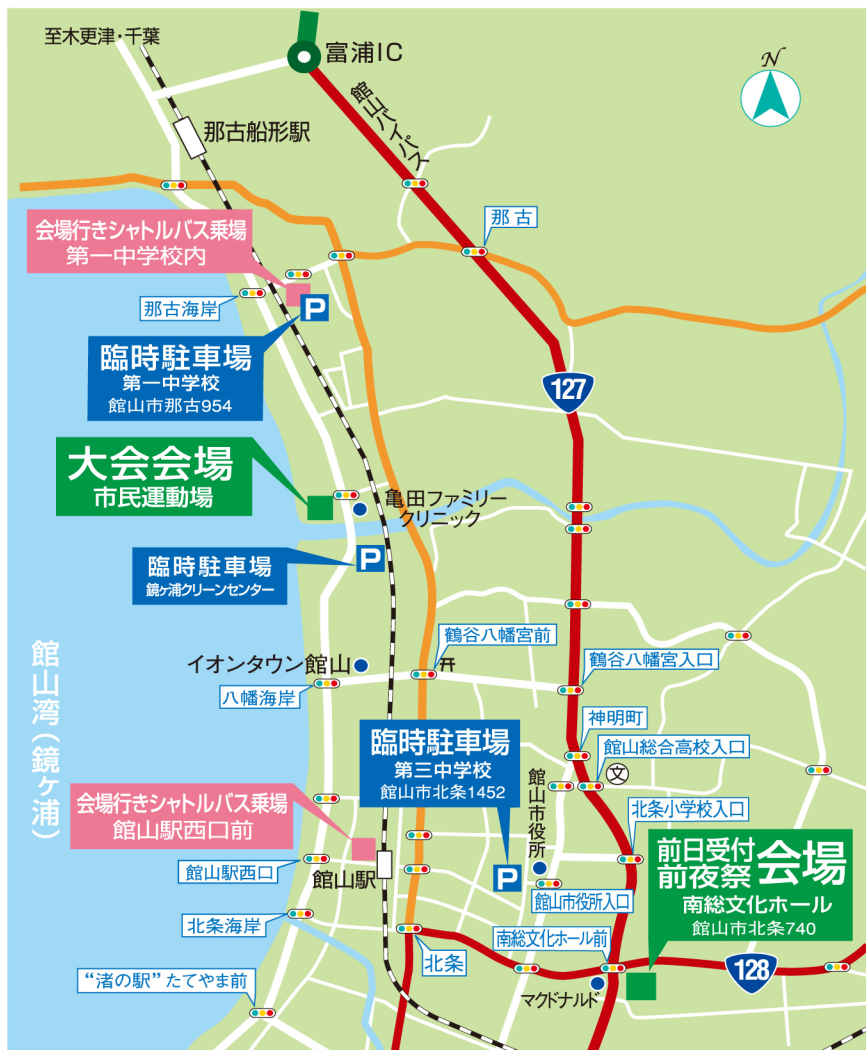 至木更津・千葉
富浦IC
N
館山バイパス
那古船形駅
会場行きシャトルバス乗場
第一中学校内
那古
那古海岸
P
臨時駐車場
第一中学校
館山市那古954
127
大会会場
市民運動場
亀田ファミリー
クリニック
臨時駐車場
鏡ヶ浦クリーンセンター
P
館山湾(鏡ヶ浦)
鶴谷八幡宮前
イオンタウン館山
鶴谷八幡宮入口
八幡海岸
神明町
臨時駐車場
第三中学校
館山市北条1452
館山総合高校入口
文
館山市役所
会場行きシャトルバス乗場
館山駅西口前
北条小学校入口
前日受付
前夜祭
会場
南総文化ホール
館山市北条740
館山駅西口
館山駅
P
館山市役所入口
北条海岸
北条
南総文化ホール前
128
“渚の駅”たてやま前
マクドナルド